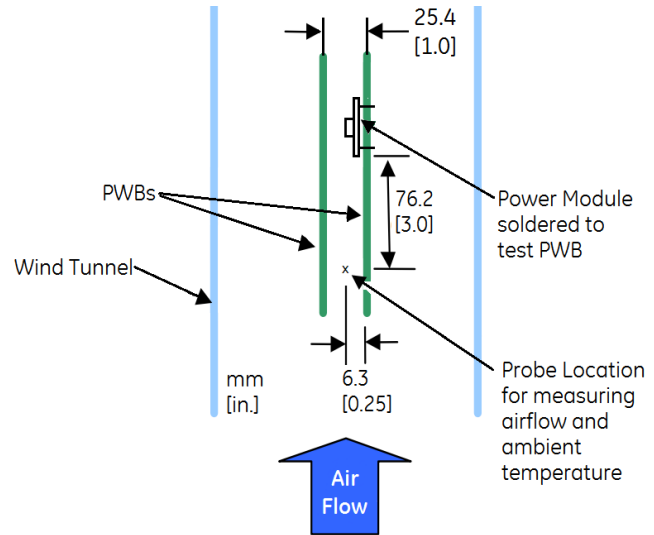 25.4
[1.0]
PWBs
76.2
[3.0]
Power Module
soldered to
test PWB
Wind Tunnel
x
mm
[in.]
6.3
[0.25]
Probe Location
for measuring
airflow and
ambient
temperature
Air
Flow